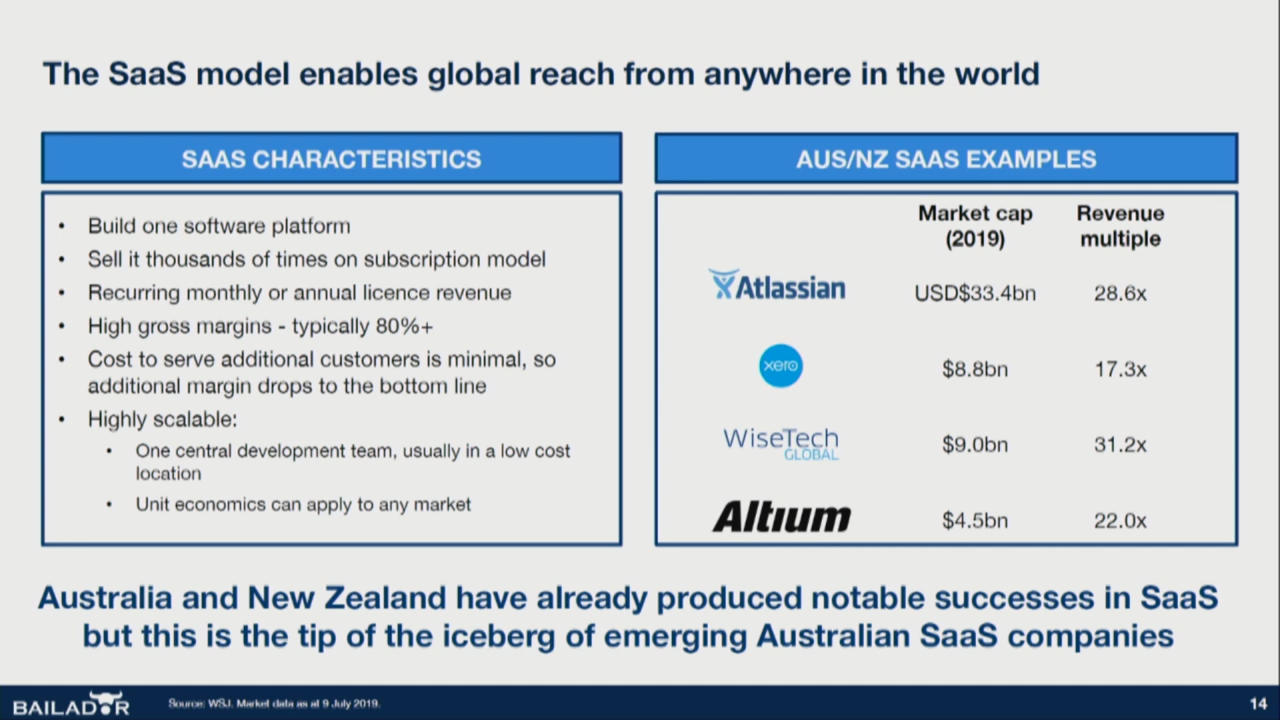 The SaaS model enables global reach from anywhere in the world
SAAS CHARACTERISTICS
• Build one software platform
• Sell it thousands of times on subscription model
• Recurring monthly or annual licence revenue
• High gross margins - typically 80%+
• Cost to serve additional customers is minimal, so
additional margin drops to the bottom line
• Highly scalable:
• One central development team, usually in a low cost
location
• Unit economics can apply to any market
AUS/NZ SAAS EXAMPLES
Market cap Revenue
(2019) multiple
Atlassian USD$33.4bn 28.6x
xero $8.8bn 17.3x
WiseTech
GLOBAL $9.0bn 31.2x
Altıum $4.5bn 22.0x
Australia and New Zealand have already produced notable successes in SaaS
but this is the tip of the iceberg of emerging Australian SaaS companies
BAILADOR Source: WSJ. Market data as at 9 July 2019. 14